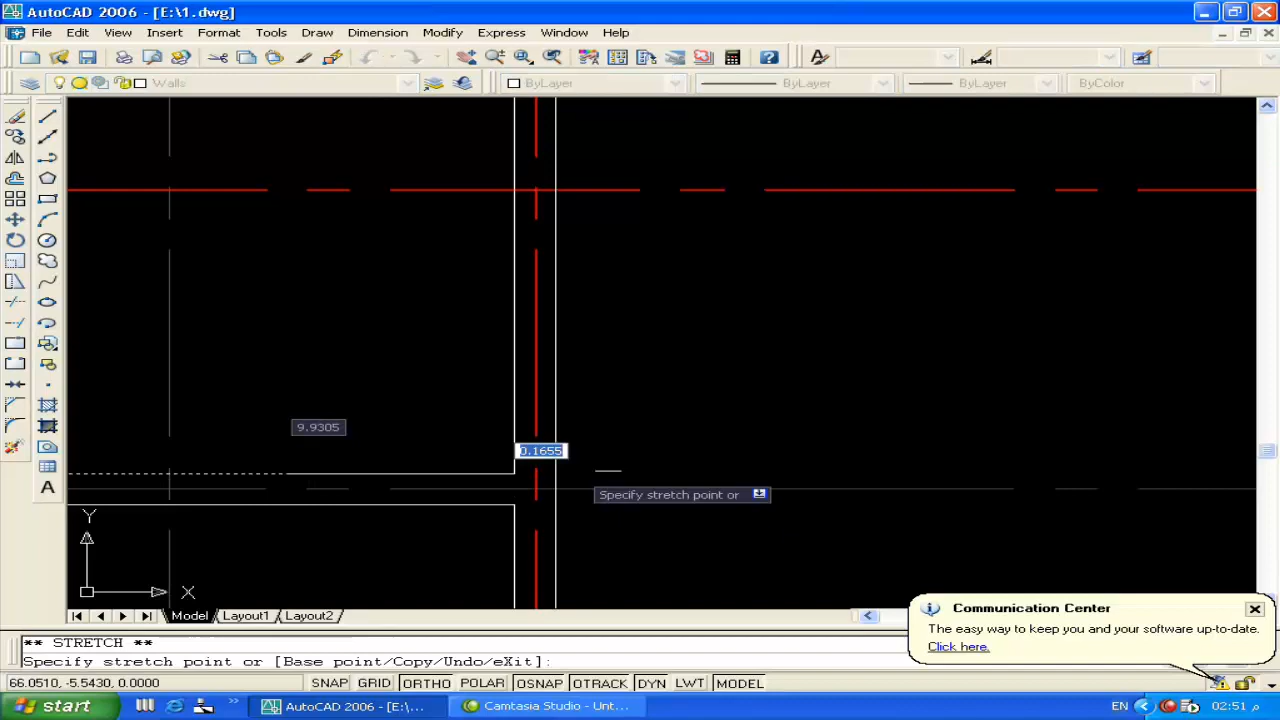 AutoCAD 2006 - [E:\1.dwg]
File Edit View Insert Format Tools Draw Dimension Modify Express Window Help
Walls ByLayer ByLayer ByLayer ByColor
9.9305
0.1655
Specify stretch point or
Y
X
Model Layout1 Layout2
A
Communication Center
The easy way to keep you and your software up-to-date.
Click here.
** STRETCH **
Specify stretch point or [Base point/Copy/Undo/eXit]:
66.0510, -5.5430, 0.0000 SNAP GRID ORTHO POLAR OSNAP OTRACK DYN LWT MODEL
start AutoCAD 2006 - [E:\... Camtasia Studio - Unt... EN 02:51 م